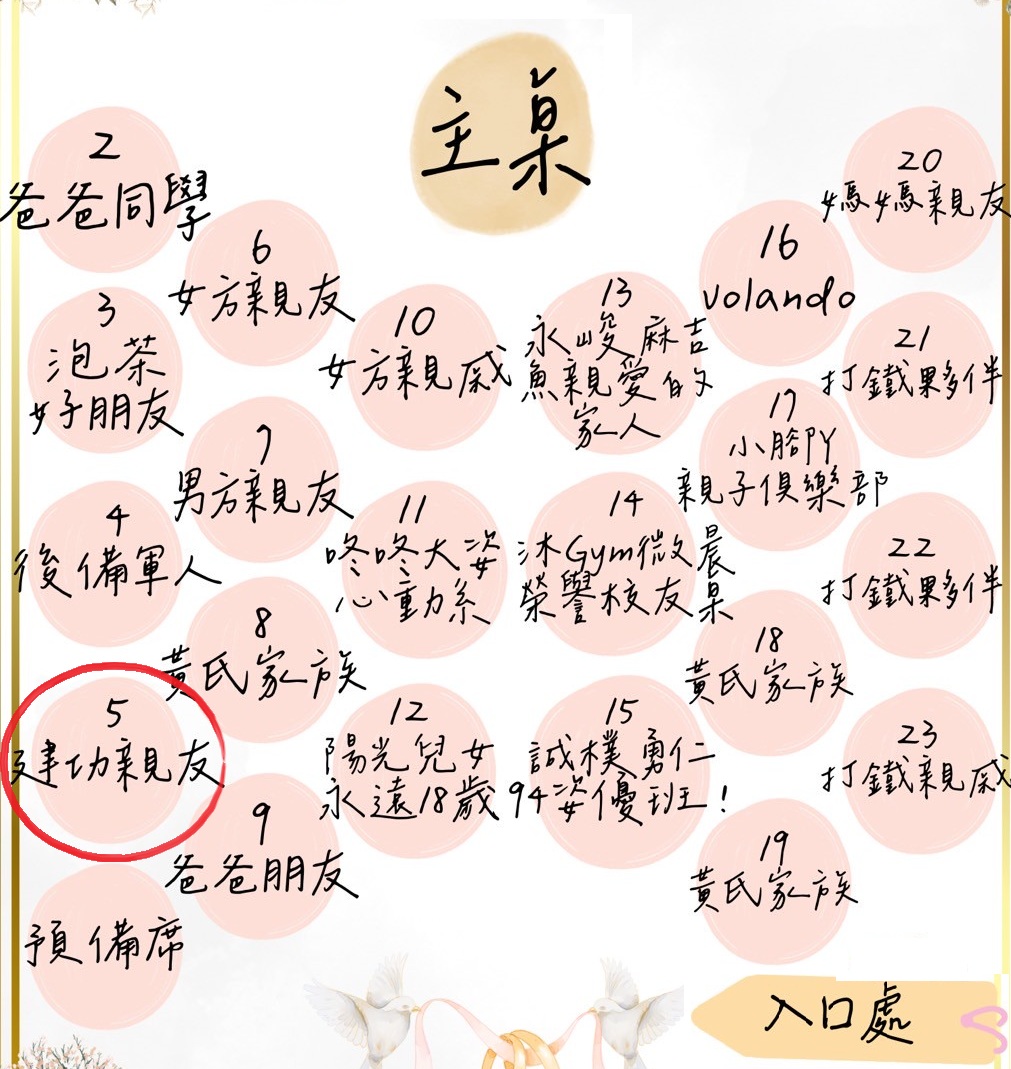 主桌
2
爸爸同學
3
泡茶
好朋友
4
後備軍人
5
建功親友
預備席
6
女方親友
7
男方親友
8
黃氏家族
9
爸爸朋友
10
女方親戚
11
咚咚大姿
心動系
12
陽光兒女
永遠18歲
13
永峻麻吉
魚親愛的
家人
14
沐Gym微晨
榮譽校友杲
15
誠樸勇仁
94姿優班!
16
volando
17
小腳丫
親子俱樂部
18
黃氏家族
19
黃氏家族
20
媽媽親友
21
打鐵夥伴
22
打鐵夥伴
23
打鐵親戚
入口處